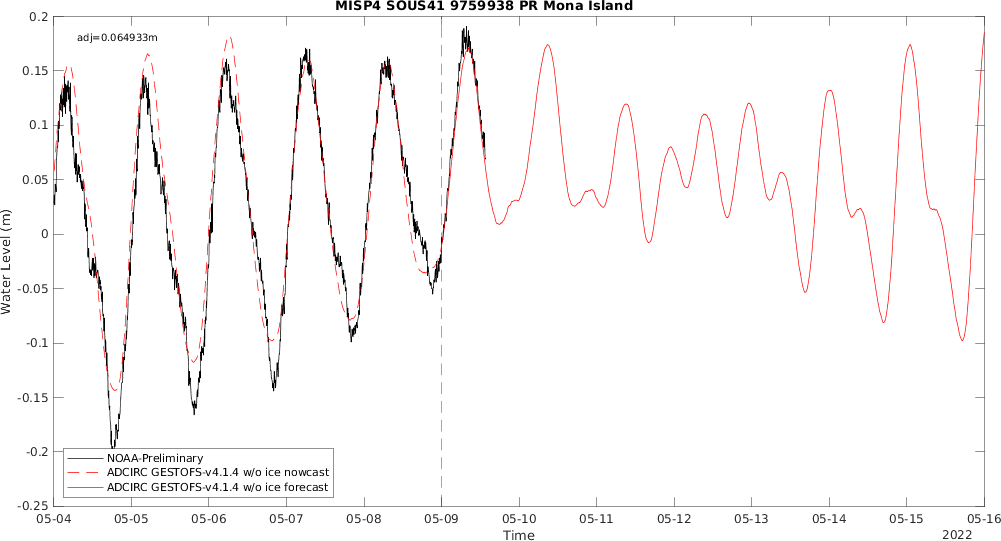 MISP4 SOUS41 9759938 PR Mona Island
adj=0.064933m
0.2
0.15
0.1
0.05
0
-0.05
-0.1
-0.15
-0.2
-0.25
Water Level (m)
NOAA-Preliminary
ADCIRC GESTOFS-v4.1.4 w/o ice nowcast
ADCIRC GESTOFS-v4.1.4 w/o ice forecast
05-04 05-05 05-06 05-07 05-08 05-09 05-10 05-11 05-12 05-13 05-14 05-15 05-16
Time
2022